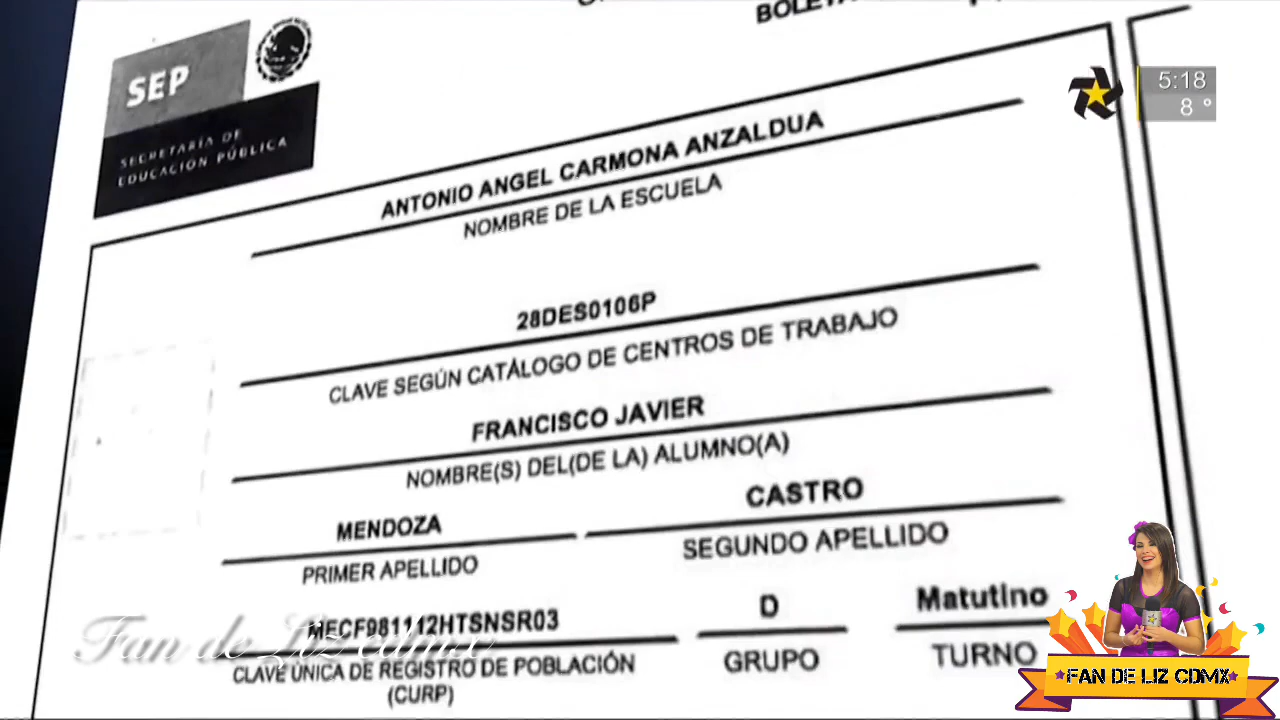 BOLETA
SEP
SECRETARÍA DE
EDUCACIÓN PÚBLICA
5:18
8 °
ANTONIO ANGEL CARMONA ANZALDUA
NOMBRE DE LA ESCUELA
28DES0106P
CLAVE SEGÚN CATÁLOGO DE CENTROS DE TRABAJO
FRANCISCO JAVIER
NOMBRE(S) DEL(DE LA) ALUMNO(A)
MENDOZA CASTRO
PRIMER APELLIDO SEGUNDO APELLIDO
MECF981112HTSNSR03 D Matutino
CLAVE ÚNICA DE REGISTRO DE POBLACIÓN GRUPO TURNO
(CURP)
Fan de Liz cdmx
FAN DE LIZ CDMX